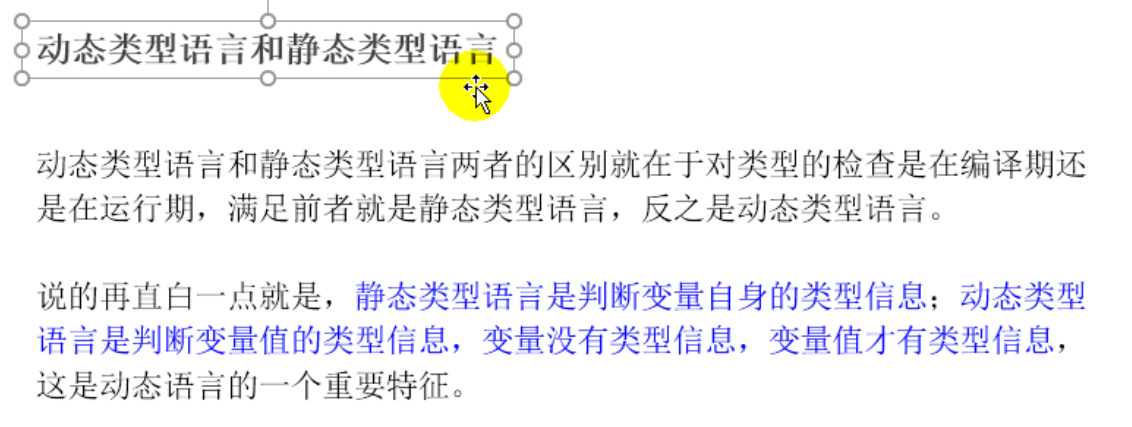 动态类型语言和静态类型语言
动态类型语言和静态类型语言两者的区别就在于对类型的检查是在编译期还
是在运行期，满足前者就是静态类型语言，反之是动态类型语言。
说的再直白一点就是，静态类型语言是判断变量自身的类型信息；动态类型
语言是判断变量值的类型信息，变量没有类型信息，变量值才有类型信息，
这是动态语言的一个重要特征。